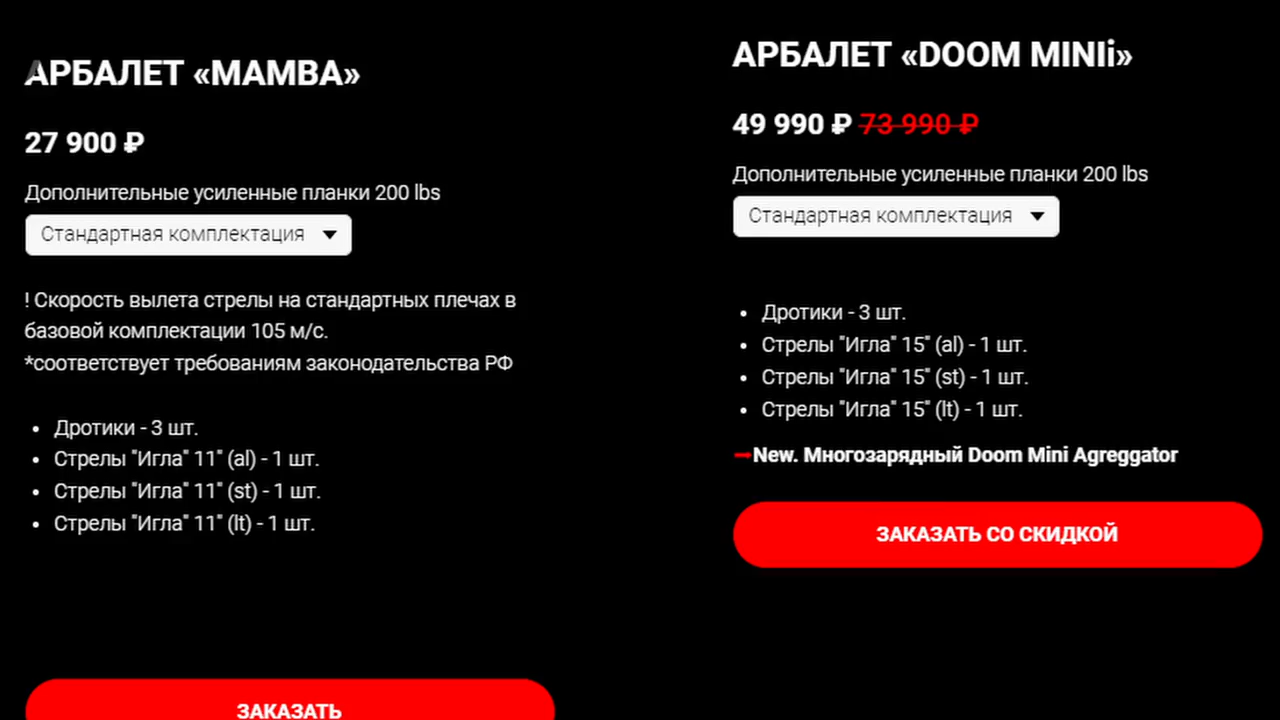 АРБАЛЕТ «MAMBA»
27 900 ₽
Дополнительные усиленные планки 200 lbs
Стандартная комплектация
! Скорость вылета стрелы на стандартных плечах в
базовой комплектации 105 м/с.
*соответствует требованиям законодательства РФ
• Дротики - 3 шт.
• Стрелы "Игла" 11" (al) - 1 шт.
• Стрелы "Игла" 11" (st) - 1 шт.
• Стрелы "Игла" 11" (lt) - 1 шт.
ЗАКАЗАТЬ
АРБАЛЕТ «DOOM MINIi»
49 990 ₽ 73 990 ₽
Дополнительные усиленные планки 200 lbs
Стандартная комплектация
• Дротики - 3 шт.
• Стрелы "Игла" 15" (al) - 1 шт.
• Стрелы "Игла" 15" (st) - 1 шт.
• Стрелы "Игла" 15" (lt) - 1 шт.
New. Многозарядный Doom Mini Agreggator
ЗАКАЗАТЬ СО СКИДКОЙ